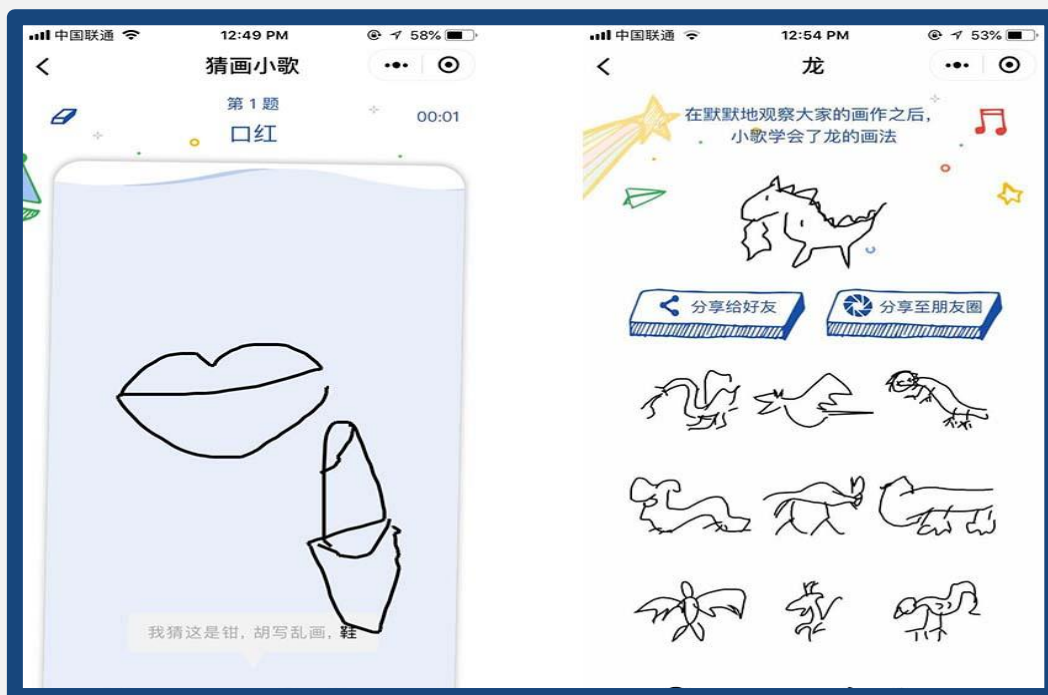 中国联通
12:49 PM
58%
猜画小歌
第 1 题
口红
00:01
我猜这是钳, 胡写乱画, 鞋
中国联通
12:54 PM
53%
龙
在默默地观察大家的画作之后,
小歌学会了龙的画法
分享给好友
分享至朋友圈